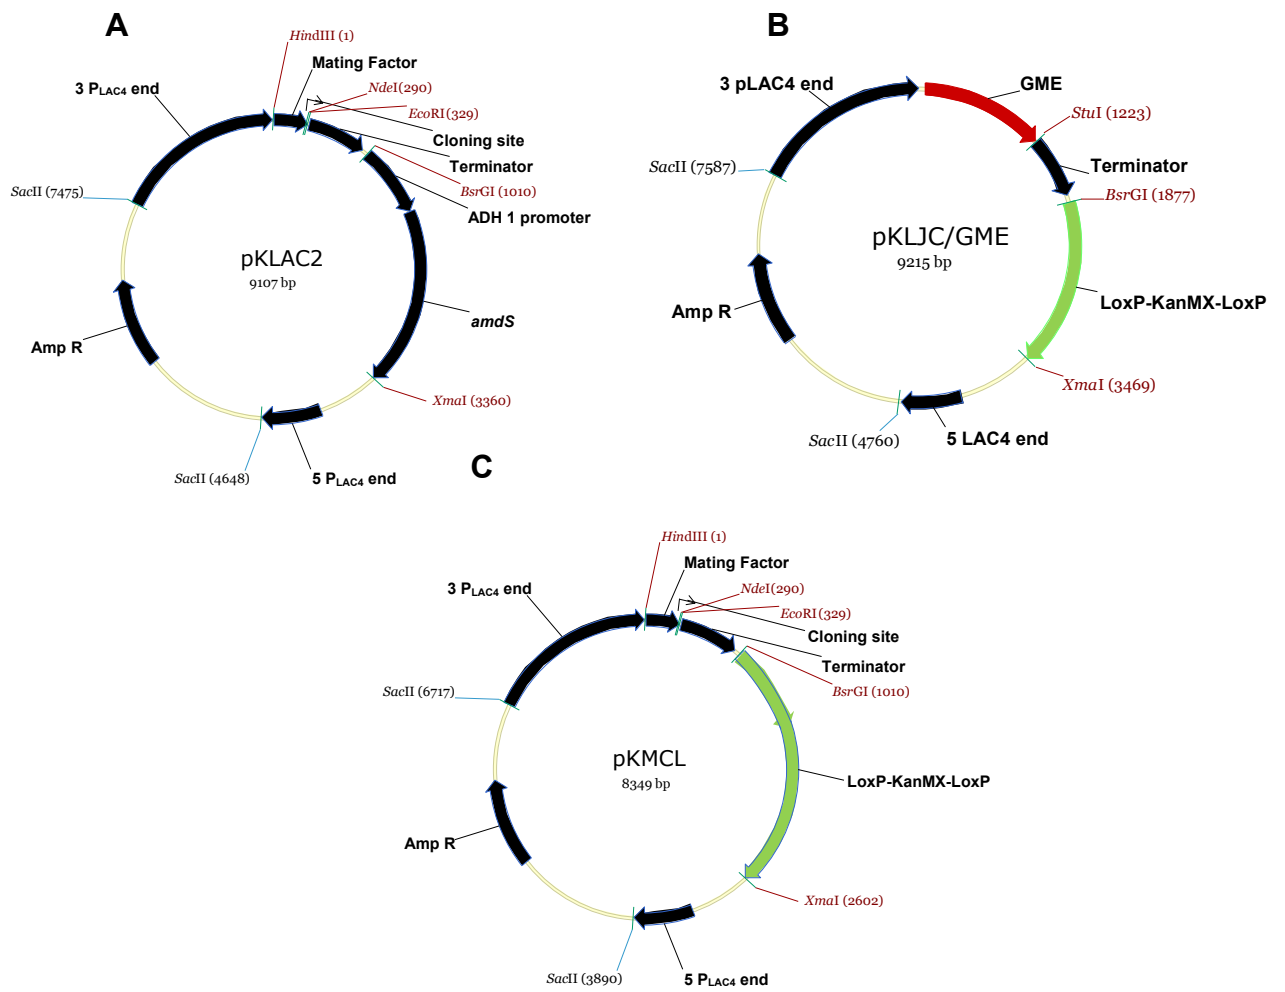 A
HindIII (1)
Mating Factor
3 PLAC4 end
NdeI(290)
EcoRI(329)
Cloning site
Terminator
BsrGI (1010)
SacII (7475)
ADH 1 promoter
pKLAC2
9107 bp
amdS
Amp R
XmaI (3360)
SacII (4648)
5 PLAC4 end
B
3 pLAC4 end
GME
StuI (1223)
Terminator
SacII (7587)
BsrGI (1877)
pKLJC/GME
9215 bp
LoxP-KanMX-LoxP
Amp R
XmaI (3469)
SacII (4760)
5 LAC4 end
C
HindIII (1)
Mating Factor
3 PLAC4 end
NdeI(290)
EcoRI(329)
Cloning site
Terminator
BsrGI (1010)
SacII (6717)
pKMCL
8349 bp
LoxP-KanMX-LoxP
Amp R
XmaI (2602)
SacII (3890)
5 PLAC4 end